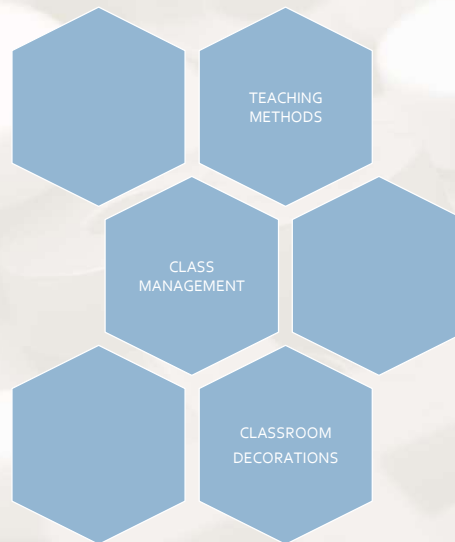 TEACHING
METHODS
CLASS
MANAGEMENT
CLASSROOM
DECORATIONS